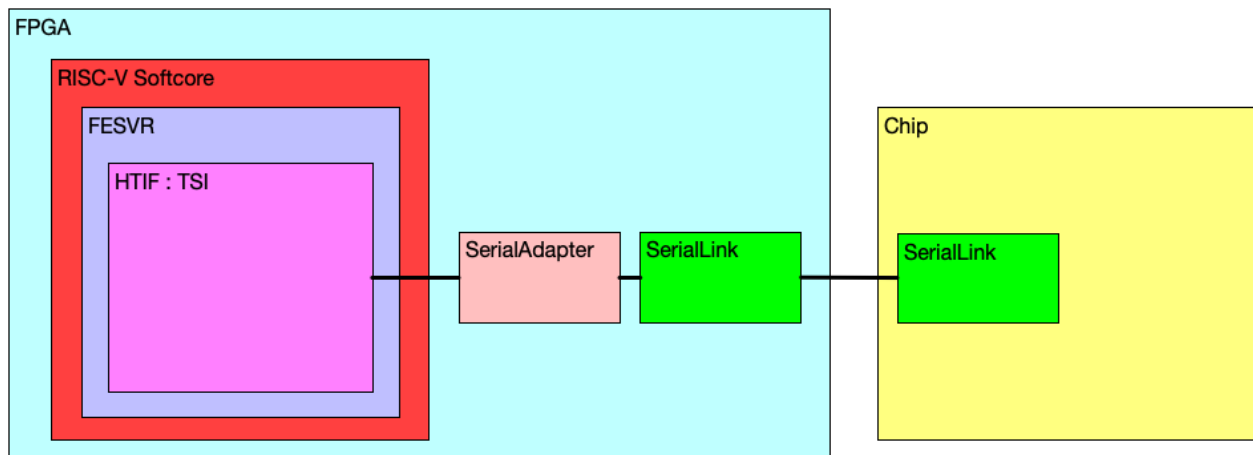 FPGA
RISC-V Softcore
FESVR
HTIF : TSI
SerialAdapter
SerialLink
Chip
SerialLink